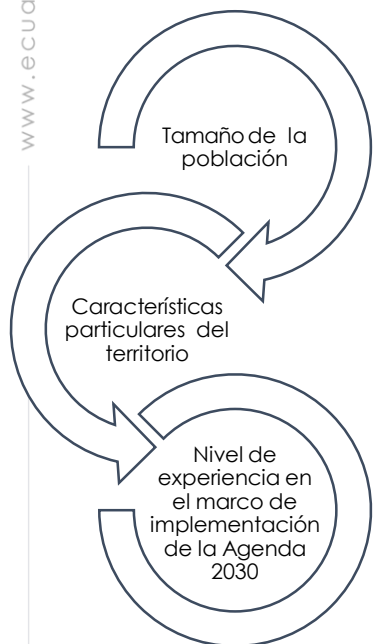 www.ecua
Tamaño de la
población
Características
particulares del
territorio
Nivel de
experiencia en
el marco de
implementación
de la Agenda
2030